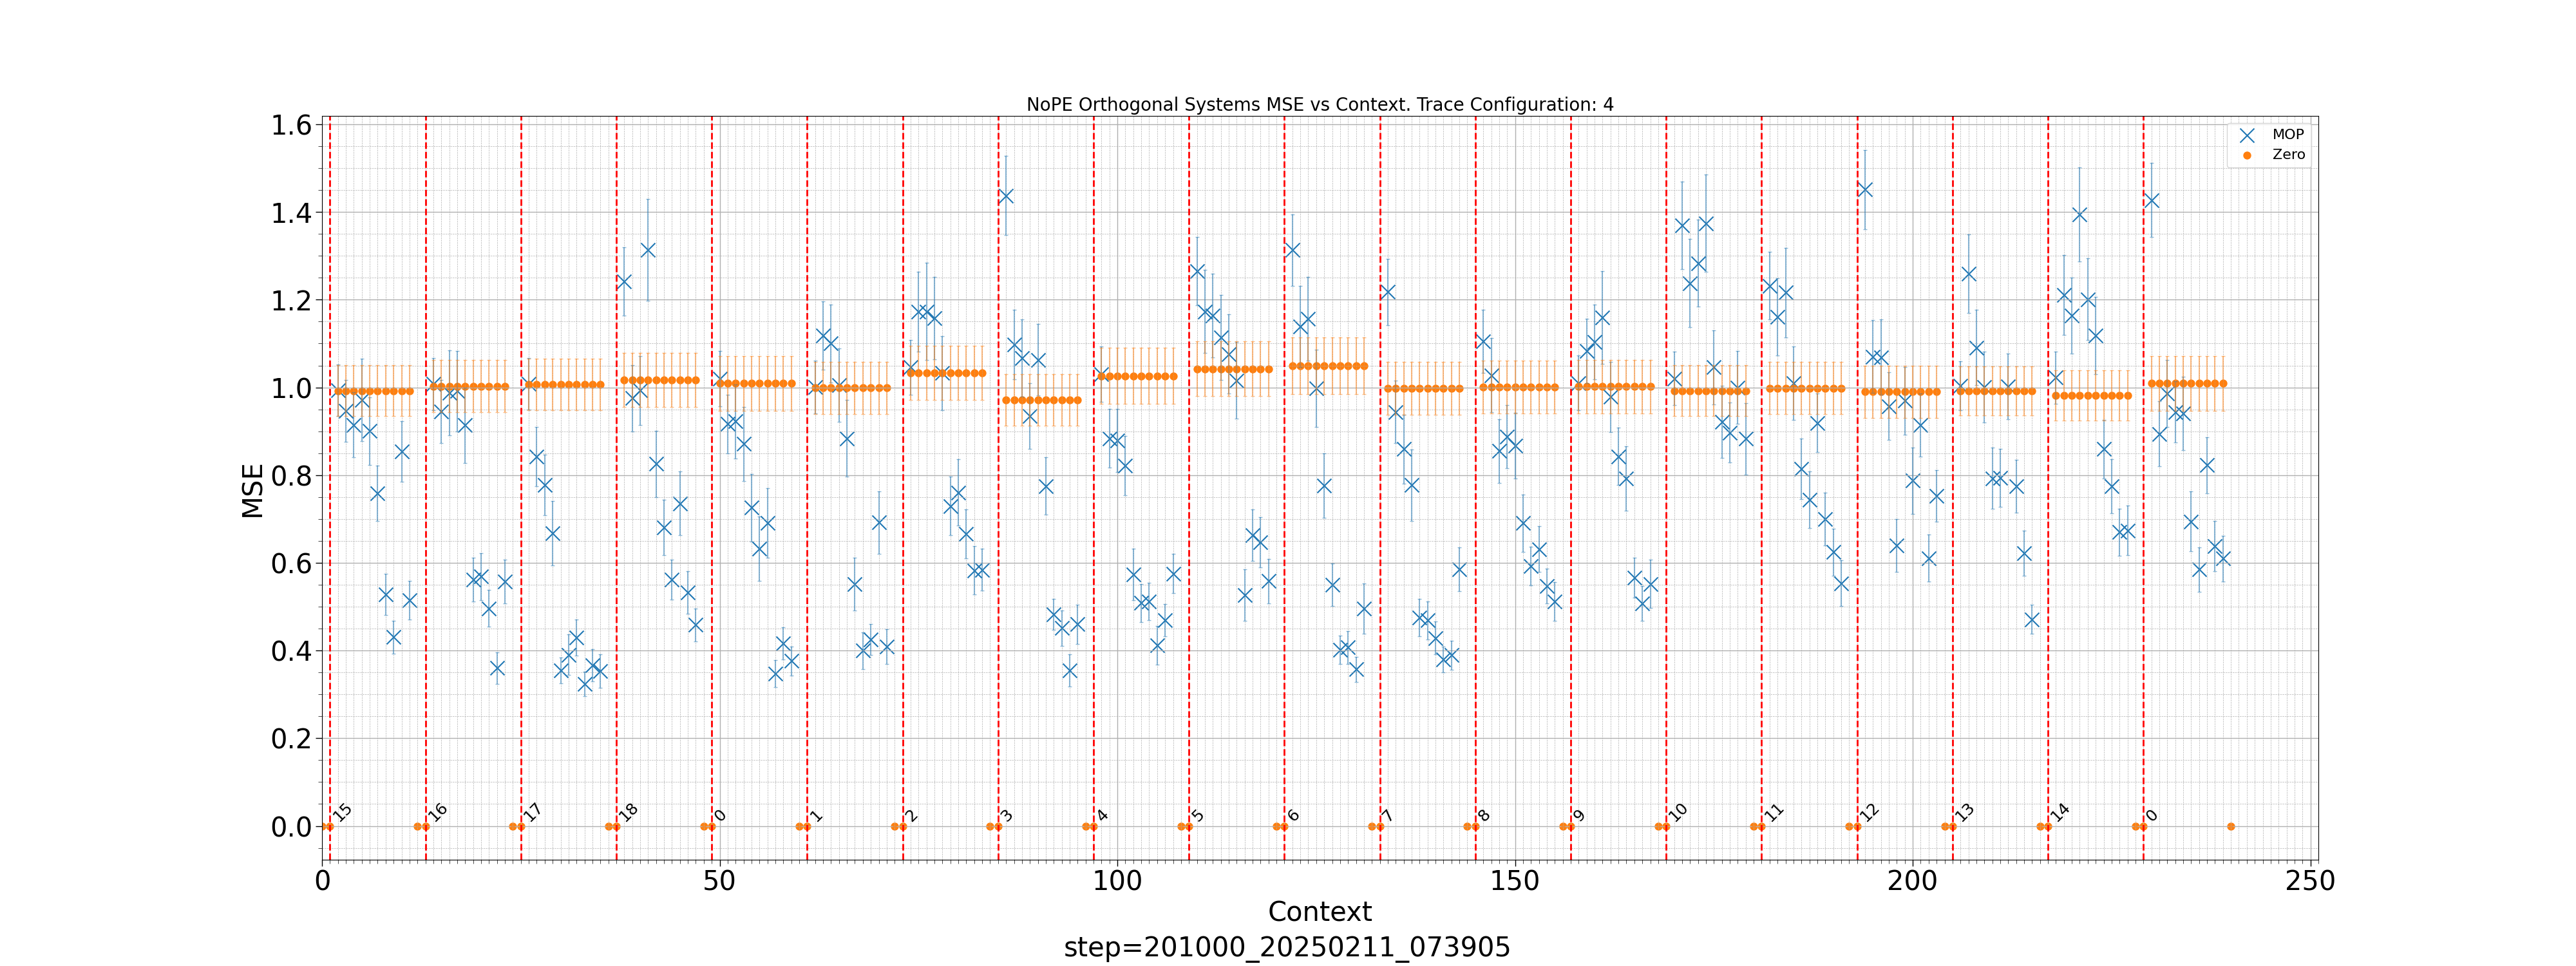 NoPE Orthogonal Systems MSE vs Context. Trace Configuration: 4
MOP
Zero
MSE
1.6
1.4
1.2
1.0
0.8
0.6
0.4
0.2
0.0
15 16 17 18 0 1 2 3 4 5 6 7 8 9 10 11 12 13 14 0
0 50 100 150 200 250
Context
step=201000_20250211_073905